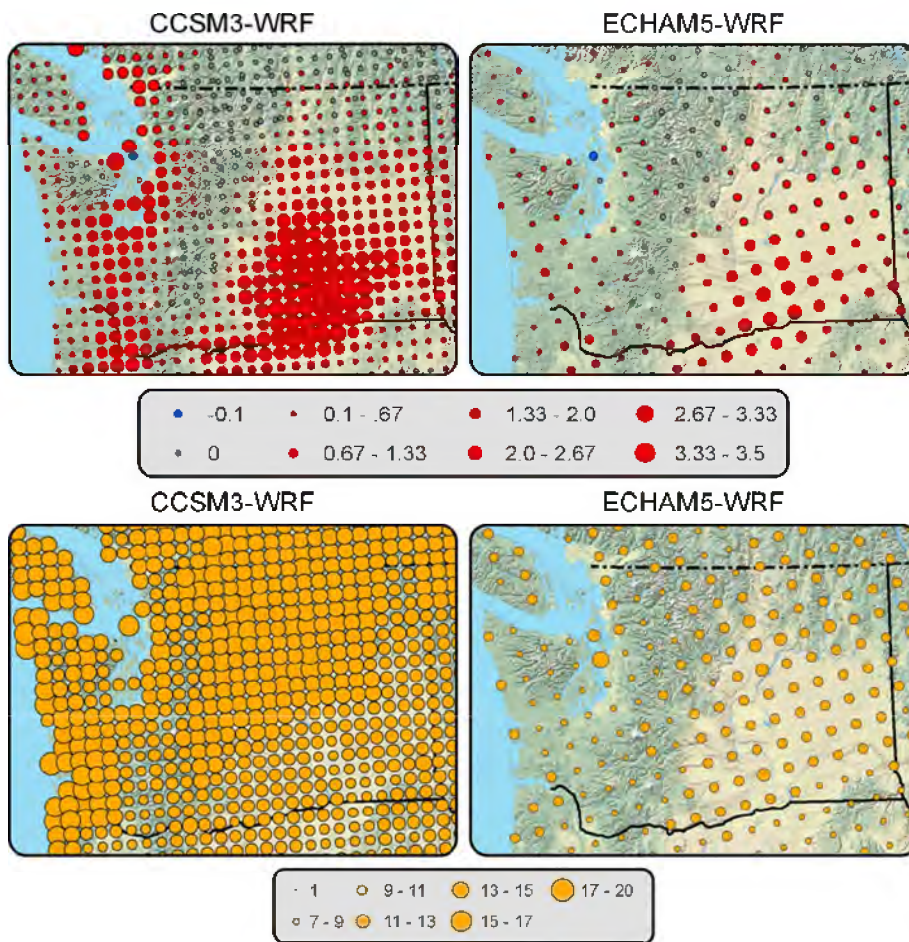 CCSM3-WRF
ECHAM5-WRF
-0.1
0.1 - .67
1.33 - 2.0
2.67 - 3.33
0
0.67 - 1.33
2.0 - 2.67
3.33 - 3.5
CCSM3-WRF
ECHAM5-WRF
1
9 - 11
13 - 15
17 - 20
7 - 9
11 - 13
15 - 17